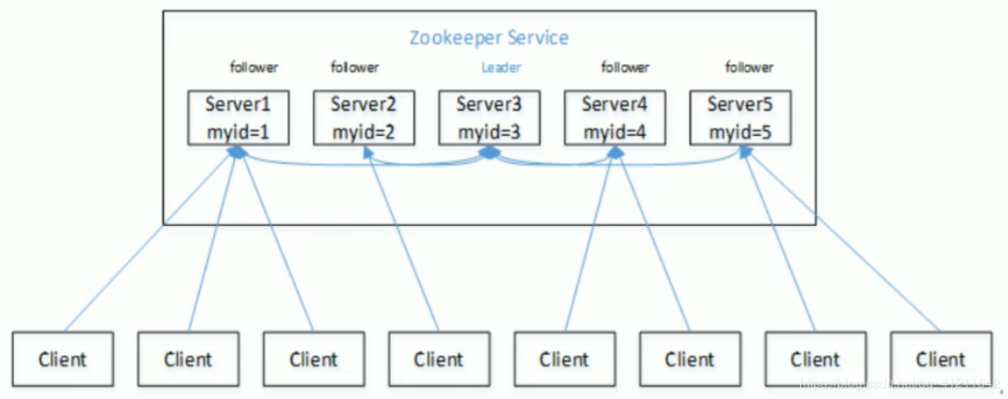 Zookeeper Service
follower
follower
Leader
follower
follower
Server1
myid=1
Server2
myid=2
Server3
myid=3
Server4
myid=4
Server5
myid=5
Client
Client
Client
Client
Client
Client
Client
Client